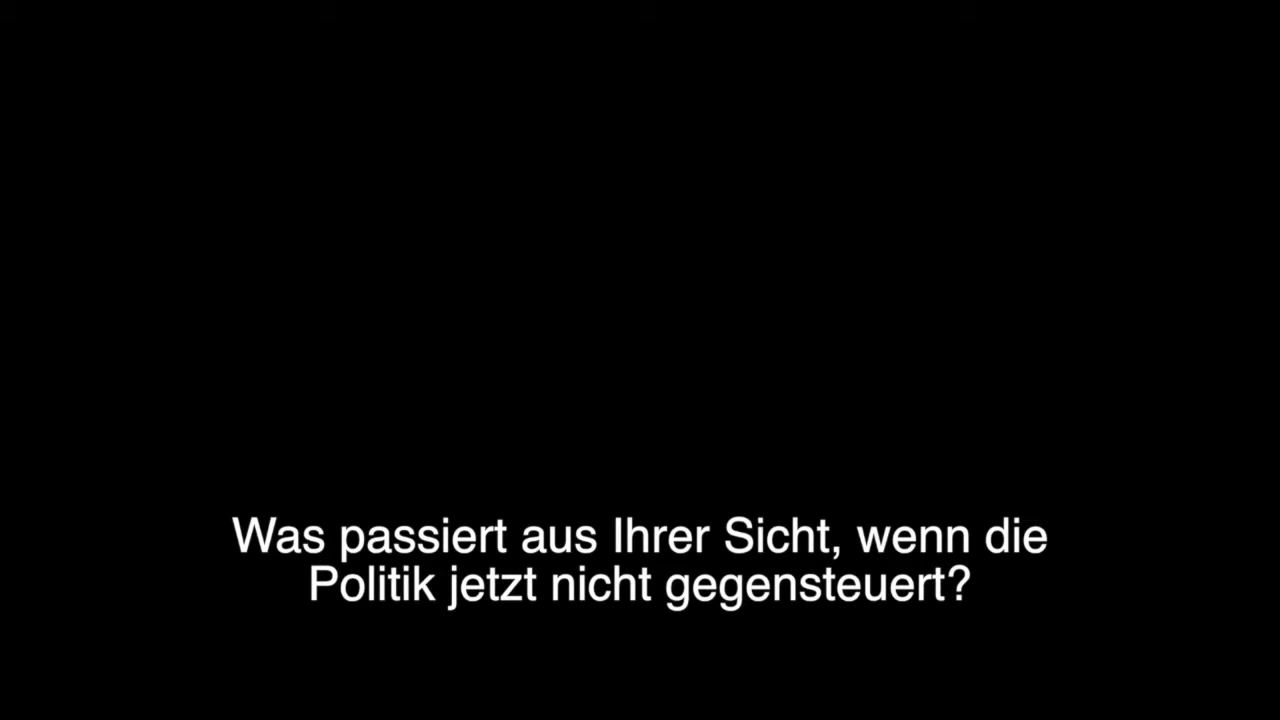 Was passiert aus Ihrer Sicht, wenn die
Politik jetzt nicht gegensteuert?